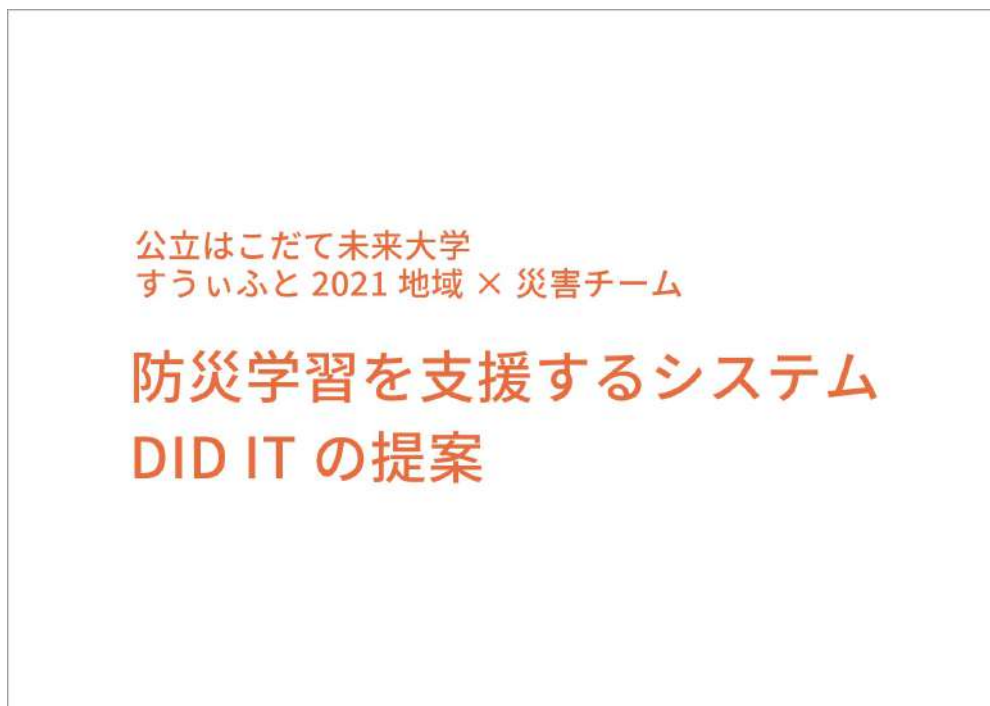 公立はこだて未来大学
すうぃふと 2021 地域 × 災害チーム
防災学習を支援するシステム
DID IT の提案